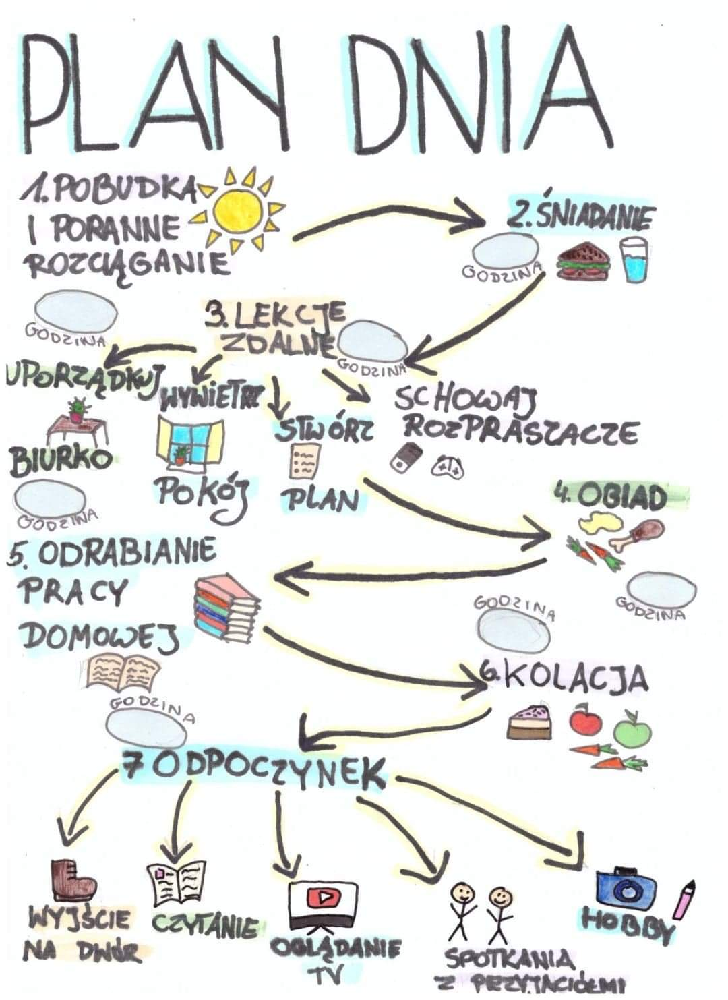 PLAN DNIA
1. POBUDKA
I PORANNE
ROZCIĄGANIE
GODZINA
2. ŚNIADANIE
GODZINA
3. LEKCJE
ZDALNE
GODZINA
UPORZĄDKUJ
BIURKO
WYWIETRZ
POKÓJ
STWÓRZ
PLAN
SCHOWAJ
ROZPRASZACZE
GODZINA
4. OBIAD
GODZINA
5. ODRABIANIE
PRACY
DOMOWEJ
GODZINA
6. KOLACJA
GODZINA
7 ODPOCZYNEK
WYJŚCIE
NA DWÓR
CZYTANIE
OGLĄDANIE
TV
SPOTKANIA
Z PRZYJACIÓŁMI
HOBBY